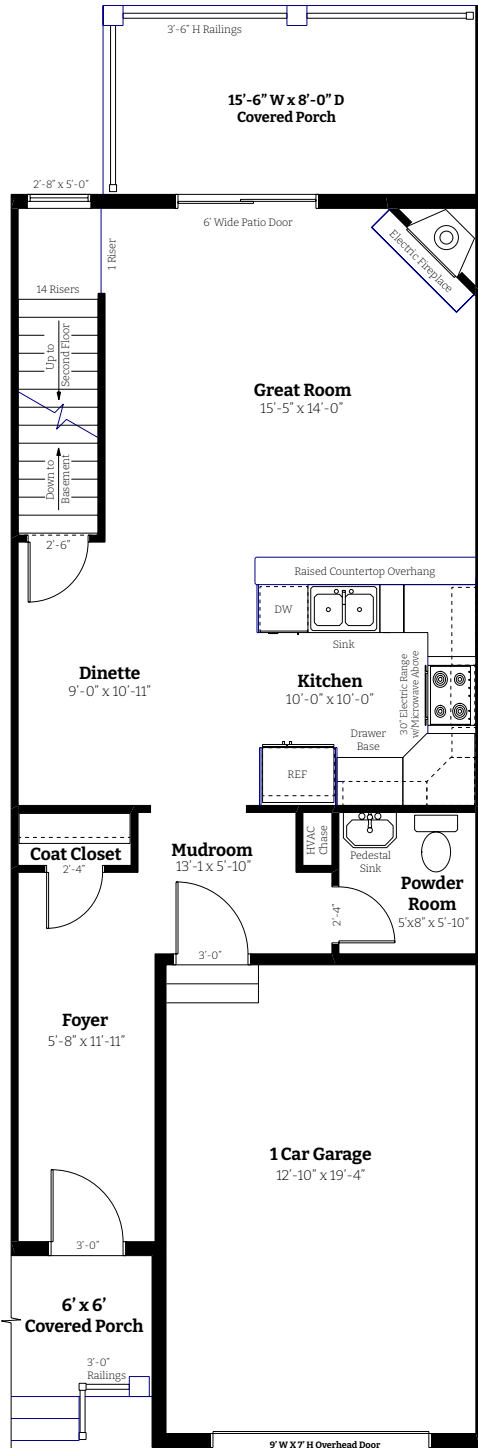 3'-6" H Railings
15'-6" W x 8'-0" D
Covered Porch
2'-8" x 5'-0"
6' Wide Patio Door
1 Riser
Electric Fireplace
14 Risers
Up to
Second Floor
Great Room
15'-5" x 14'-0"
Down to
Basement
2'-6"
Raised Countertop Overhang
DW
Sink
Dinette
9'-0" x 10'-11"
Kitchen
10'-0" x 10'-0"
30" Electric Range
w/Microwave Above
Drawer
Base
REF
Coat Closet
2'-4"
Mudroom
13'-1 x 5'-10"
HVAC
Chase
Pedestal
Sink
Powder
Room
5'x8" x 5'-10"
2'-4"
3'-0"
Foyer
5'-8" x 11'-11"
1 Car Garage
12'-10" x 19'-4"
3'-0"
6' x 6'
Covered Porch
3'-0"
Railings
9' W X 7' H Overhead Door